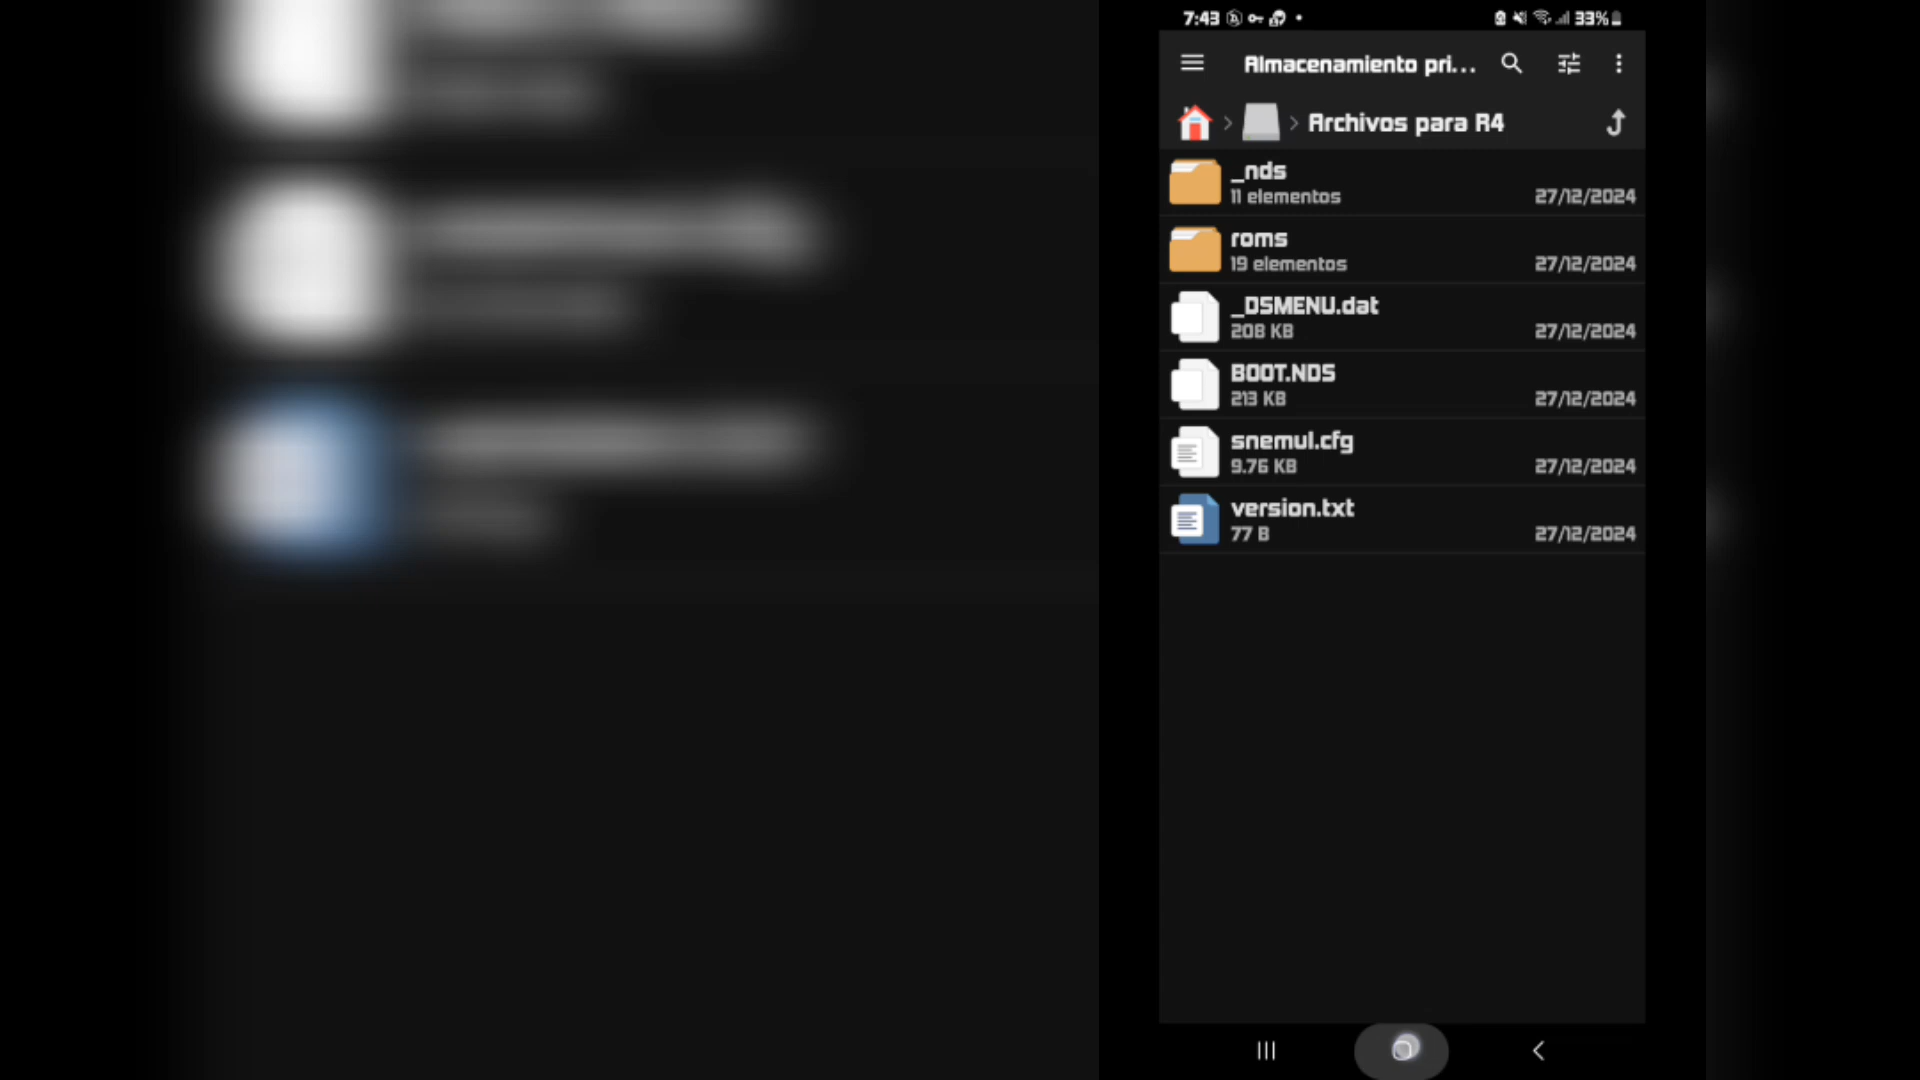 7:43 33%
Almacenamiento pri...
Archivos para R4
_nds
11 elementos 27/12/2024
roms
19 elementos 27/12/2024
_DSMENU.dat
208 KB 27/12/2024
BOOT.NDS
213 KB 27/12/2024
snemul.cfg
9.76 KB 27/12/2024
version.txt
77 B 27/12/2024